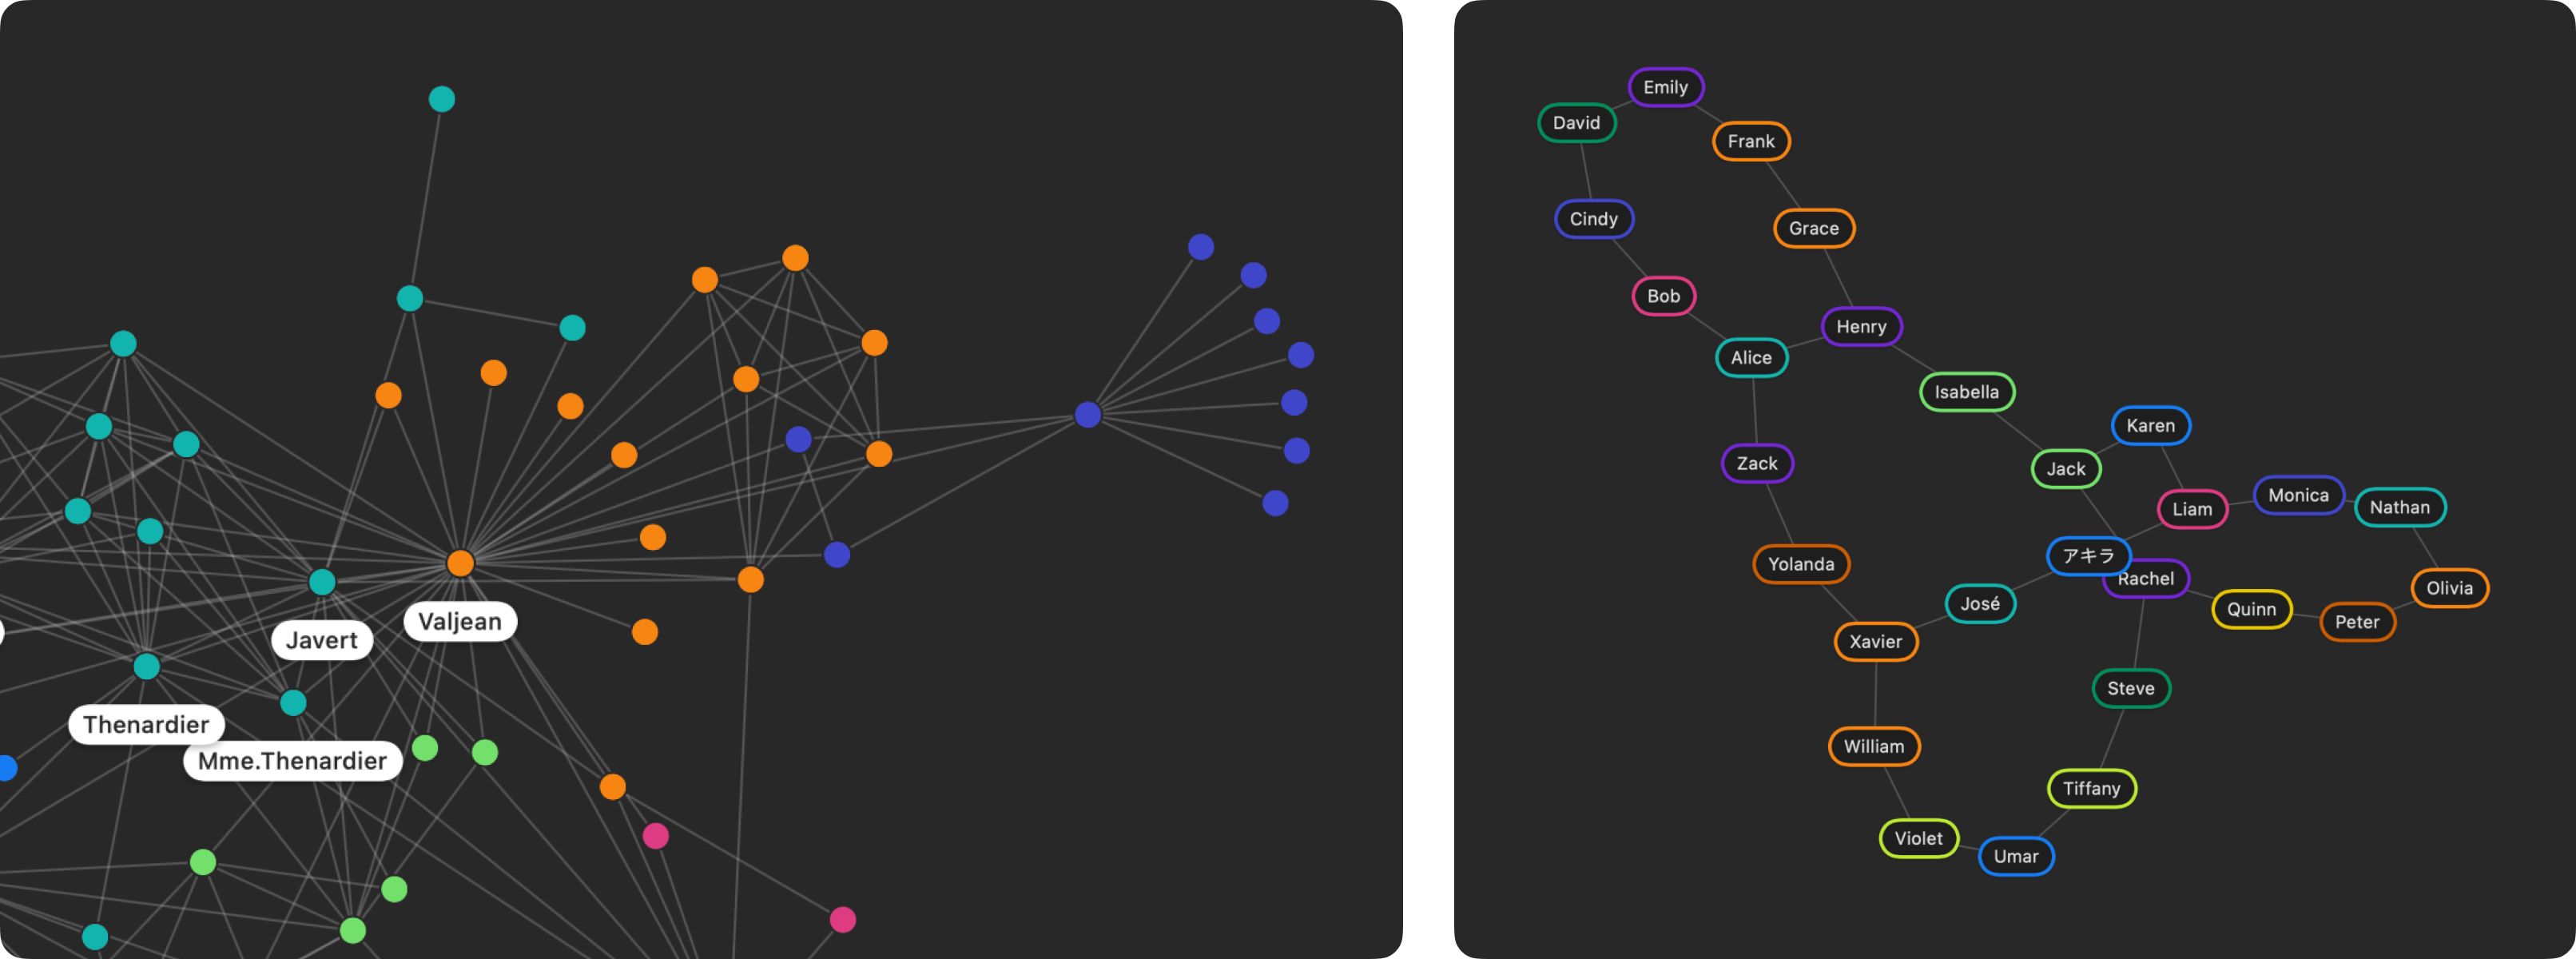 Valjean
Javert
Thenardier
Mme.Thenardier
Emily
David
Frank
Cindy
Grace
Bob
Henry
Alice
Isabella
Karen
Zack
Jack
Monica
Liam
Nathan
アキラ
Yolanda
Rachel
Olivia
José
Quinn
Peter
Xavier
Steve
William
Tiffany
Violet
Umar